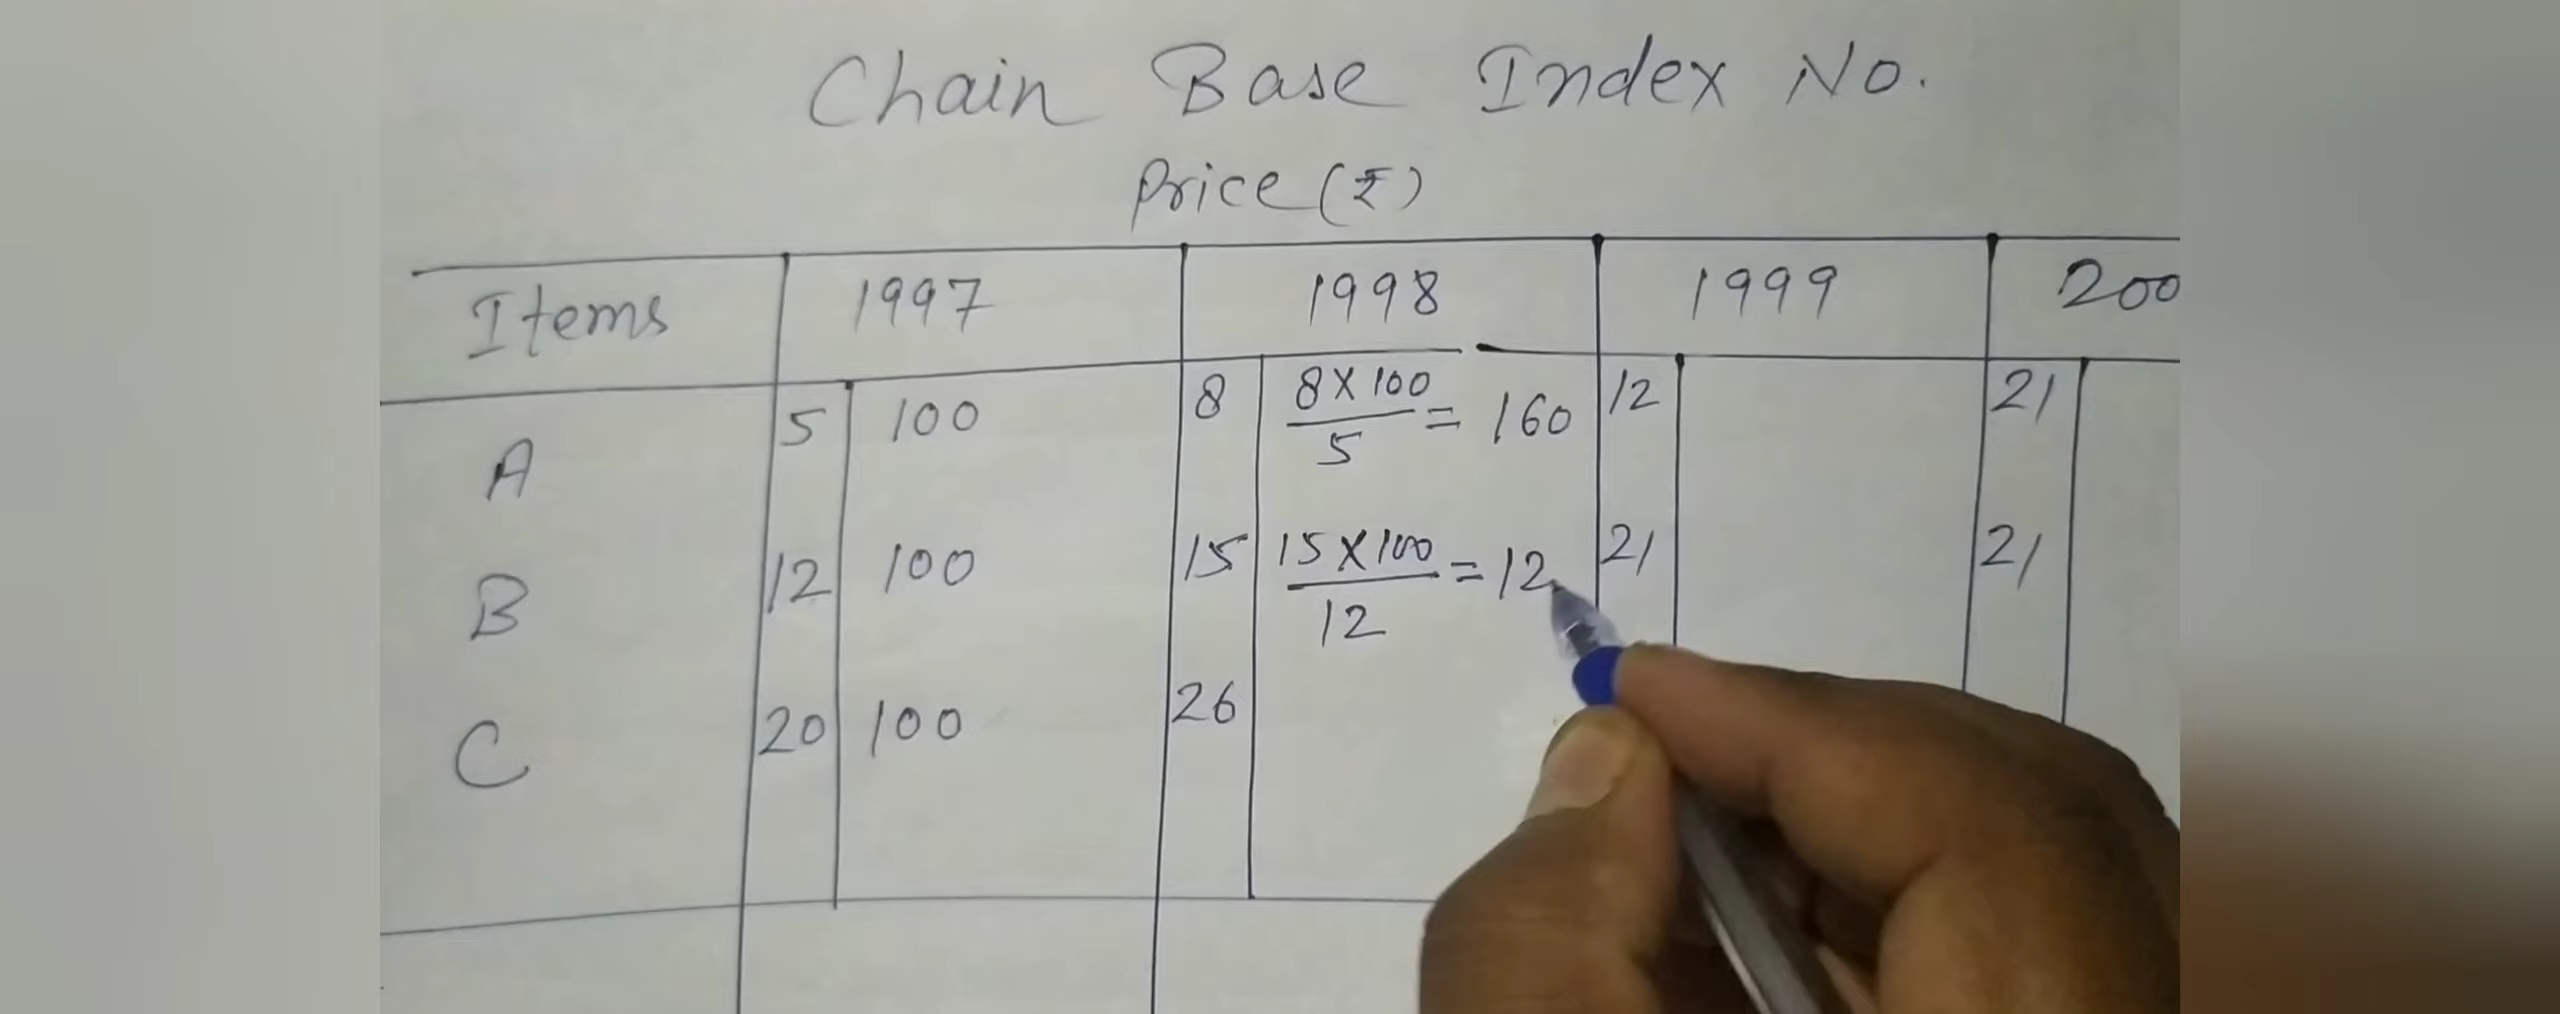 Chain Base Index No.
Price (₹)
Items 1997 1998 1999 200
A 5 100 8 8 X 100 / 5 = 160 12 21
B 12 100 15 15 X 100 / 12 = 12 21 21
C 20 100 26